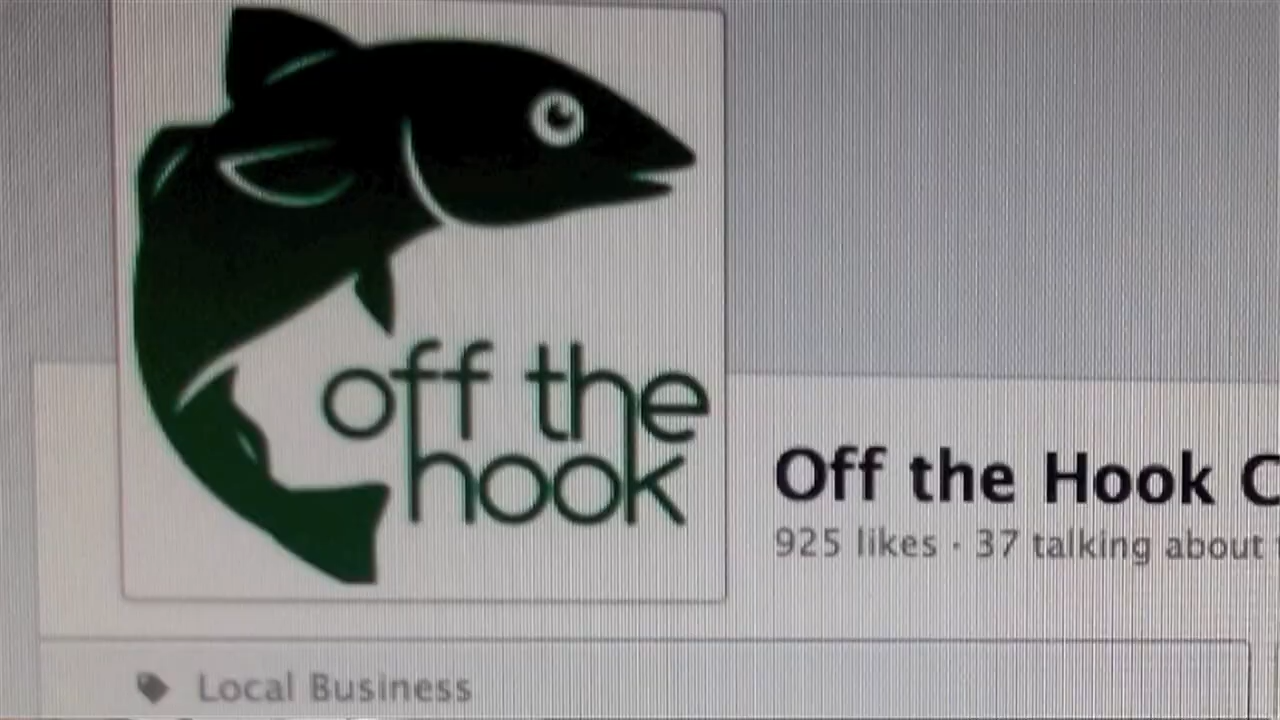 off the
hook
Off the Hook C
925 likes · 37 talking about
Local Business